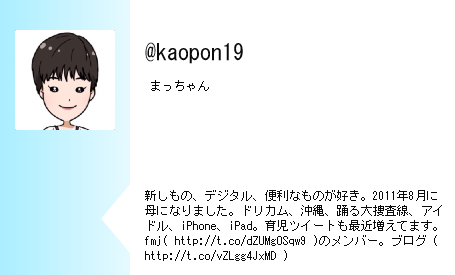 @kaopon19
まっちゃん
新しもの、デジタル、便利なものが好き。2011年8月に
母になりました。ドリカム、沖縄、踊る大捜査線、アイ
ドル、iPhone、iPad。育児ツイートも最近増えてます。
fmj( http://t.co/dZUMgOSqw9 )のメンバー。ブログ (
http://t.co/vZLgg4JxMD )